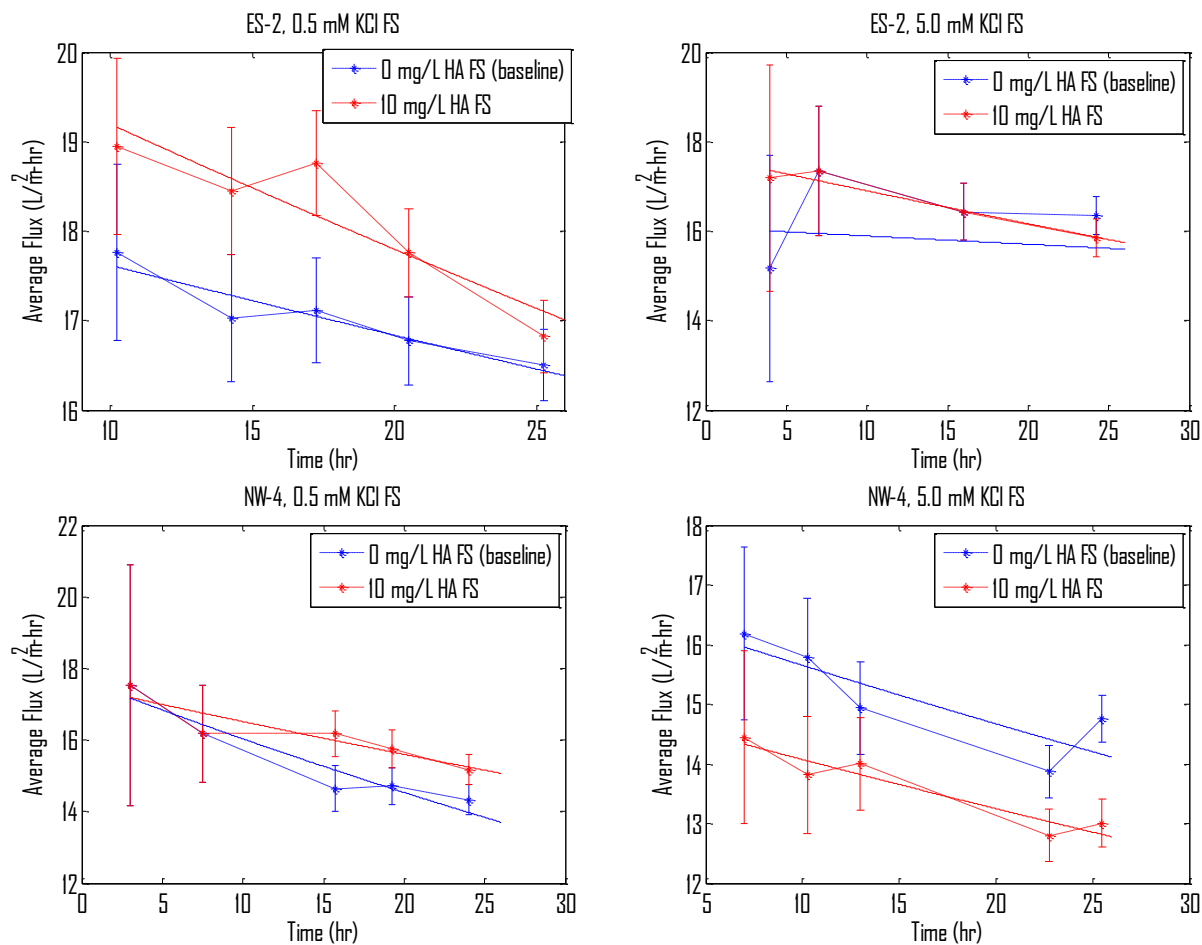 ES-2, 0.5 mM KCl FS
20
19
18
17
16
10
15
20
25
Average Flux (L/m²-hr)
Time (hr)
0 mg/L HA FS (baseline)
10 mg/L HA FS
ES-2, 5.0 mM KCl FS
20
18
16
14
12
0
5
10
15
20
25
30
Average Flux (L/m²-hr)
Time (hr)
0 mg/L HA FS (baseline)
10 mg/L HA FS
NW-4, 0.5 mM KCl FS
22
20
18
16
14
12
0
5
10
15
20
25
30
Average Flux (L/m²-hr)
Time (hr)
0 mg/L HA FS (baseline)
10 mg/L HA FS
NW-4, 5.0 mM KCl FS
18
17
16
15
14
13
12
5
10
15
20
25
30
Average Flux (L/m²-hr)
Time (hr)
0 mg/L HA FS (baseline)
10 mg/L HA FS